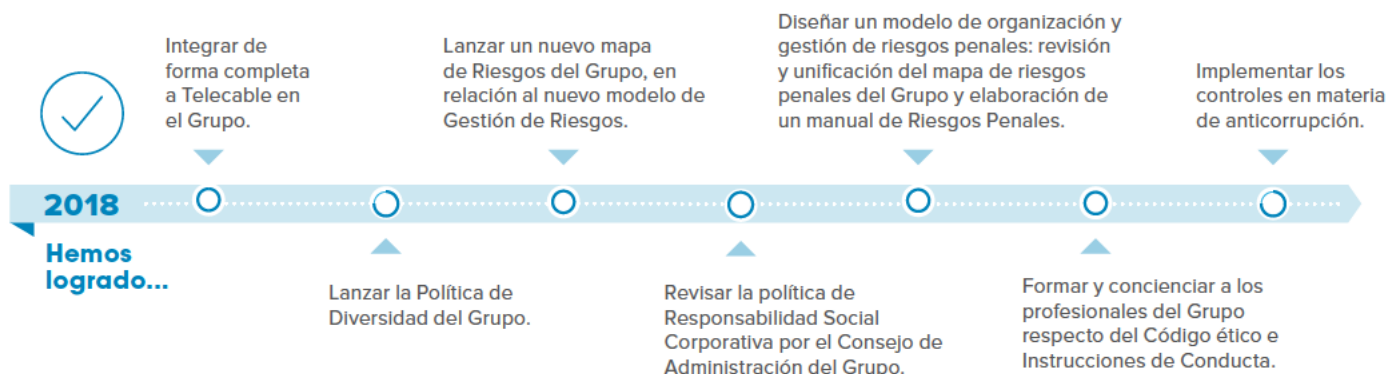 Integrar de
forma completa
a Telecable en
el Grupo.
Lanzar un nuevo mapa
de Riesgos del Grupo, en
relación al nuevo modelo de
Gestión de Riesgos.
Diseñar un modelo de organización y
gestión de riesgos penales: revisión
y unificación del mapa de riesgos
penales del Grupo y elaboración de
un manual de Riesgos Penales.
Implementar los
controles en materia
de anticorrupción.
2018
Hemos
logrado...
Lanzar la Política de
Diversidad del Grupo.
Revisar la política de
Responsabilidad Social
Corporativa por el Consejo de
Administración del Grupo.
Formar y concienciar a los
profesionales del Grupo
respecto del Código ético e
Instrucciones de Conducta.